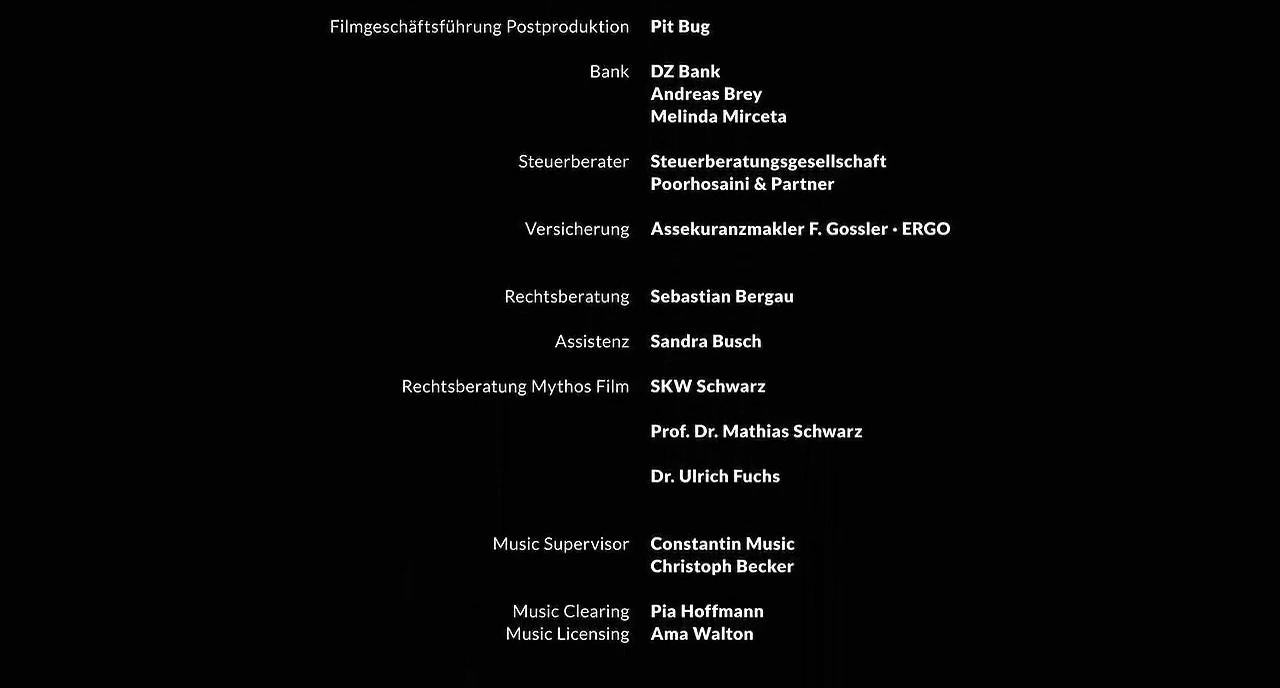 Filmgeschäftsführung Postproduktion Pit Bug
Bank DZ Bank
Andreas Brey
Melinda Mirceta
Steuerberater Steuerberatungsgesellschaft
Poorhosaini & Partner
Versicherung Assekuranzmakler F. Gossler · ERGO
Rechtsberatung Sebastian Bergau
Assistenz Sandra Busch
Rechtsberatung Mythos Film SKW Schwarz
Prof. Dr. Mathias Schwarz
Dr. Ulrich Fuchs
Music Supervisor Constantin Music
Christoph Becker
Music Clearing Pia Hoffmann
Music Licensing Ama Walton